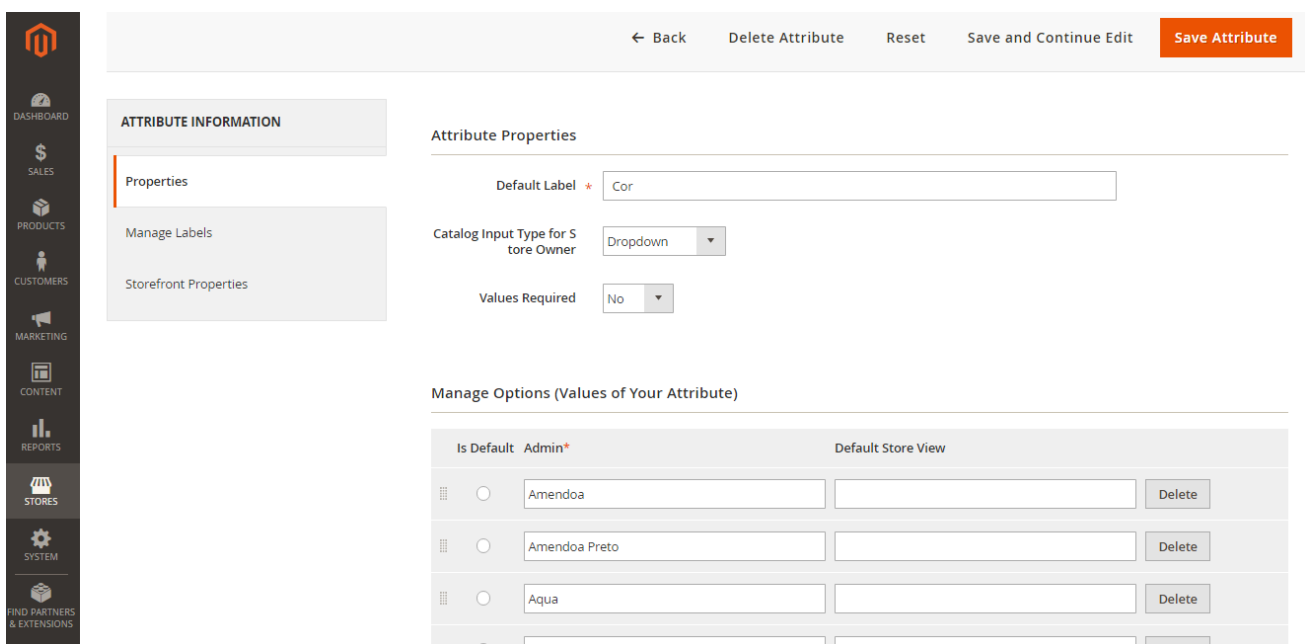 ← Back Delete Attribute Reset Save and Continue Edit Save Attribute
DASHBOARD
SALES
PRODUCTS
CUSTOMERS
MARKETING
CONTENT
REPORTS
STORES
SYSTEM
FIND PARTNERS
& EXTENSIONS
ATTRIBUTE INFORMATION
Properties
Manage Labels
Storefront Properties
Attribute Properties
Default Label * Cor
Catalog Input Type for S
tore Owner
Dropdown
Values Required No
Manage Options (Values of Your Attribute)
Is Default Admin* Default Store View
Amendoa Delete
Amendoa Preto Delete
Aqua Delete